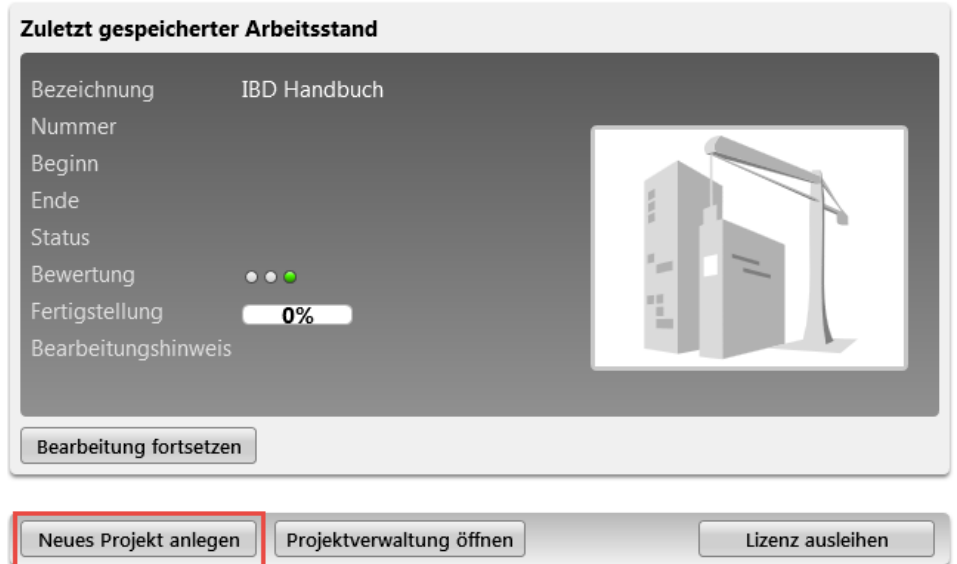 Zuletzt gespeicherter Arbeitsstand
Bezeichnung IBD Handbuch
Nummer
Beginn
Ende
Status
Bewertung
Fertigstellung 0%
Bearbeitungshinweis
Bearbeitung fortsetzen
Neues Projekt anlegen Projektverwaltung öffnen Lizenz ausleihen